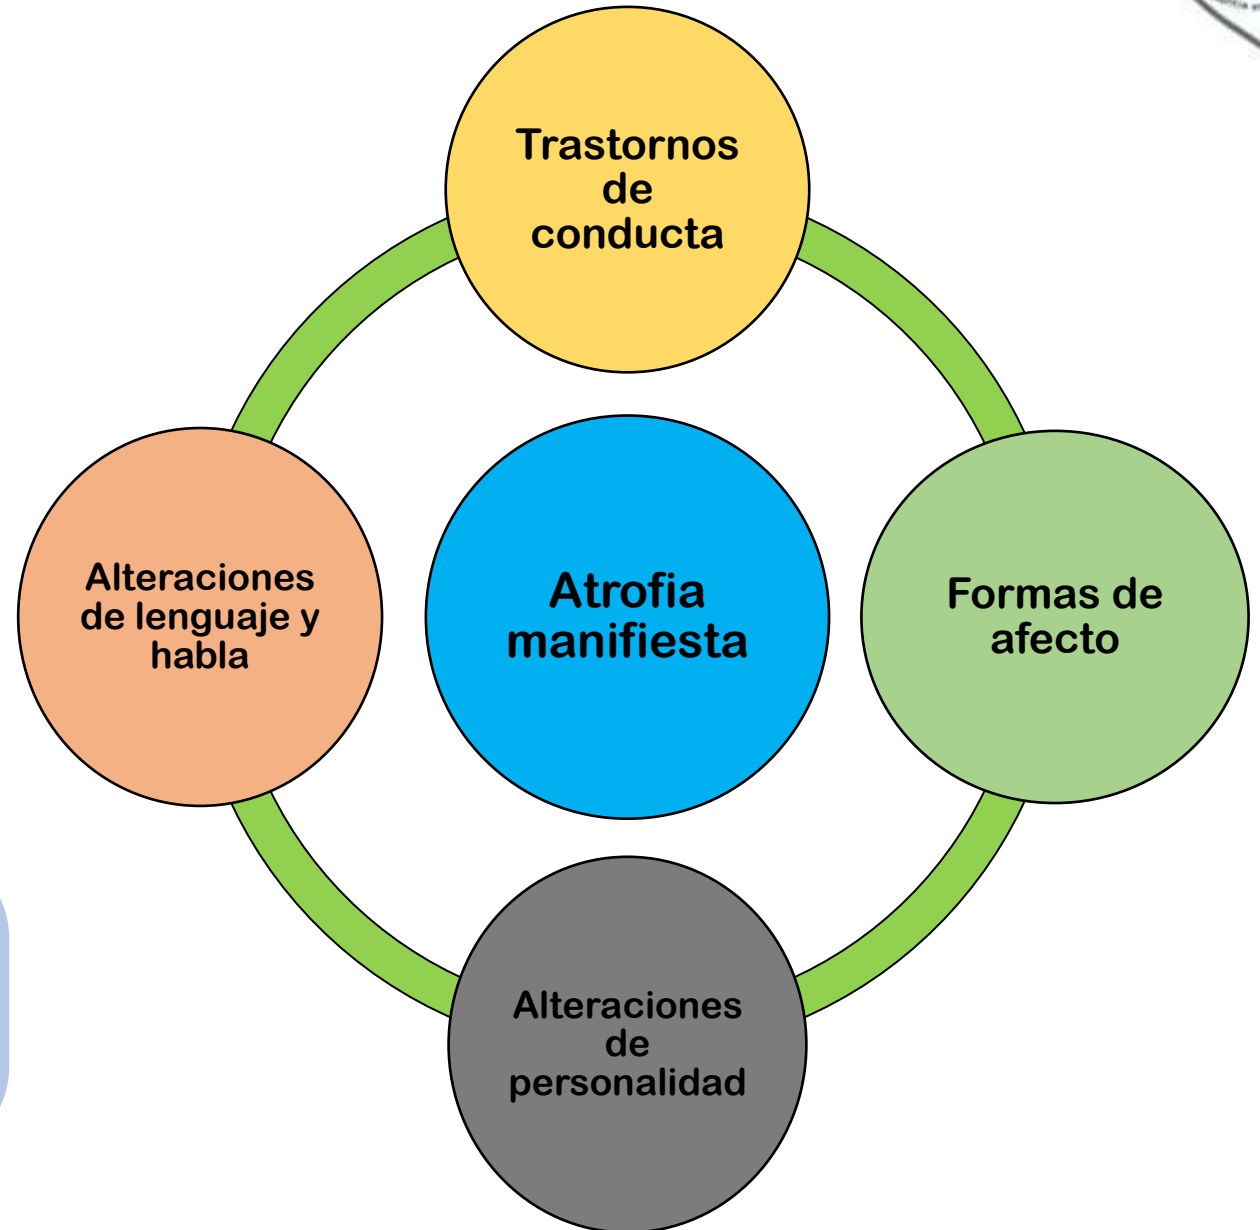 Trastornos
de
conducta
Alteraciones
de lenguaje y
habla
Atrofia
manifiesta
Formas de
afecto
Alteraciones
de
personalidad